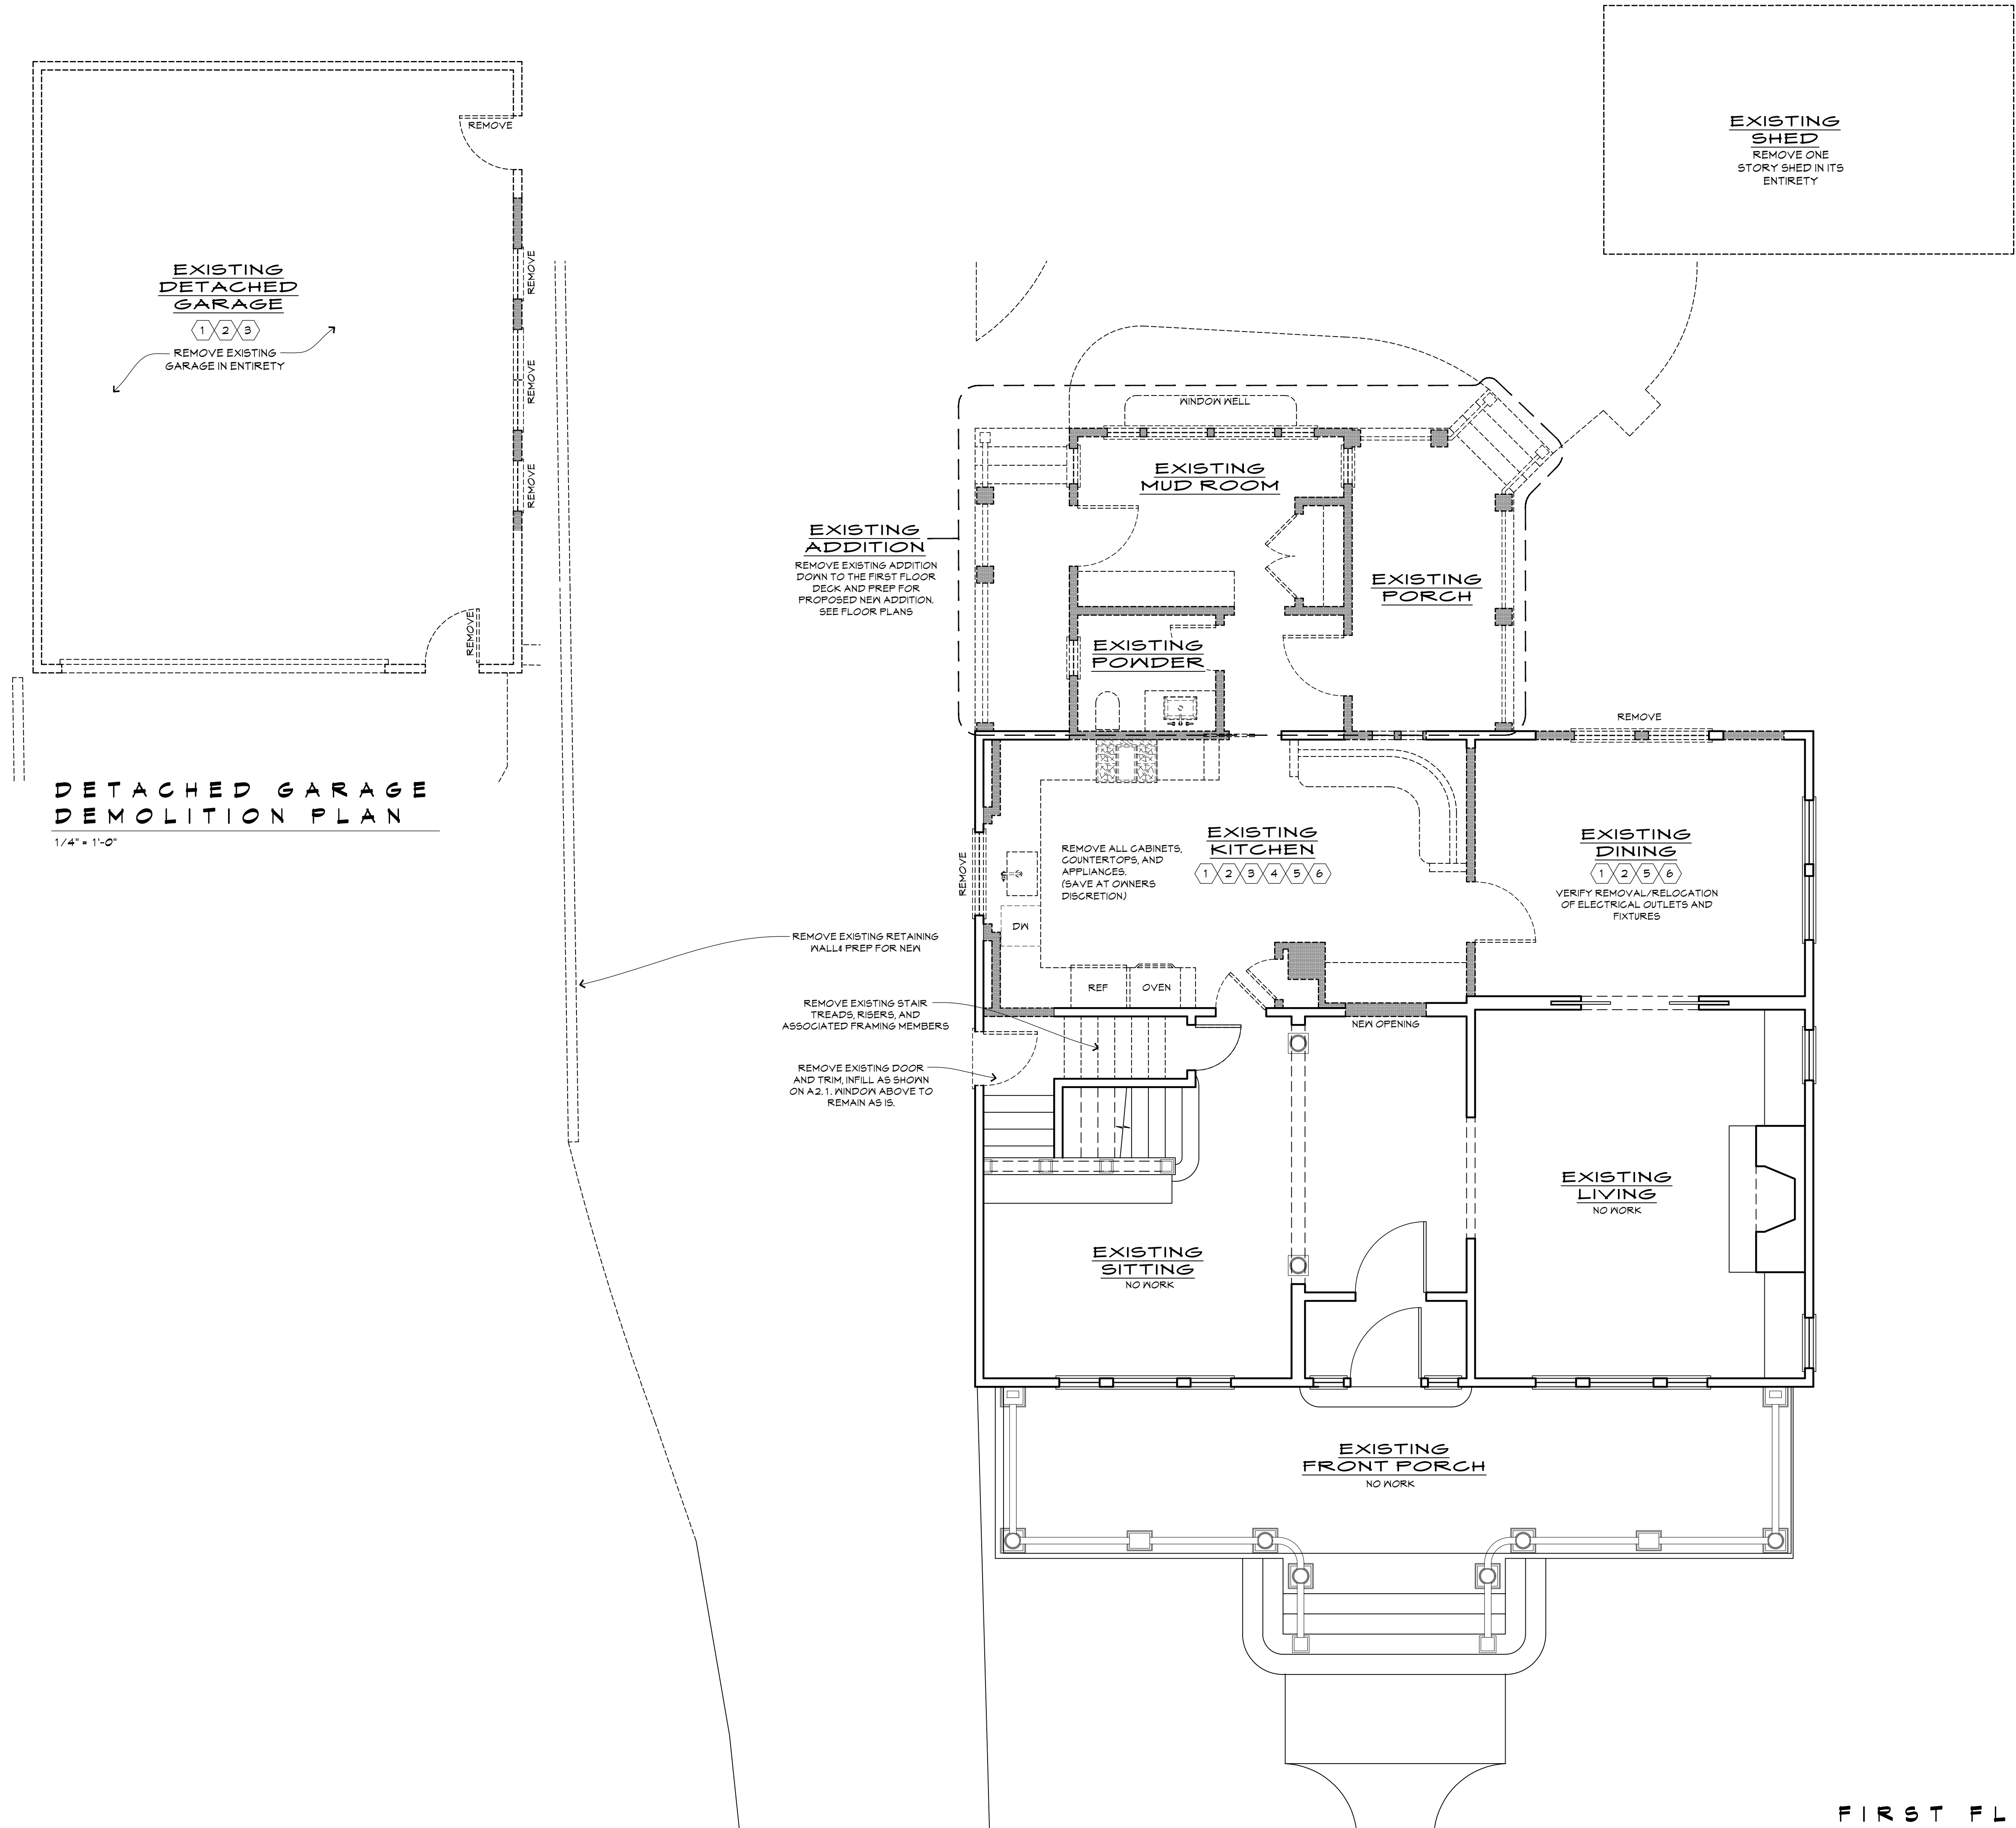 EXISTING
SHED
REMOVE ONE
STORY SHED IN ITS
ENTIRETY
REMOVE
REMOVE
REMOVE
REMOVE
REMOVE
EXISTING
DETACHED
GARAGE
1 2 3
REMOVE EXISTING
GARAGE IN ENTIRETY
DETACHED GARAGE
DEMOLITION PLAN
1/4" = 1'-0"
WINDOW WELL
EXISTING
MUD ROOM
EXISTING
ADDITION
REMOVE EXISTING ADDITION
DOWN TO THE FIRST FLOOR
DECK AND PREP FOR
PROPOSED NEW ADDITION.
SEE FLOOR PLANS
EXISTING
PORCH
EXISTING
POWDER
REMOVE
REMOVE
REMOVE ALL CABINETS,
COUNTERTOPS, AND
APPLIANCES.
(SAVE AT OWNERS
DISCRETION)
EXISTING
KITCHEN
1 2 3 4 5 6
EXISTING
DINING
1 2 5 6
VERIFY REMOVAL/RELOCATION
OF ELECTRICAL OUTLETS AND
FIXTURES
DW
REF
OVEN
NEW OPENING
REMOVE EXISTING RETAINING
WALL& PREP FOR NEW
REMOVE EXISTING STAIR
TREADS, RISERS, AND
ASSOCIATED FRAMING MEMBERS
REMOVE EXISTING DOOR
AND TRIM, INFILL AS SHOWN
ON A2.1. WINDOW ABOVE TO
REMAIN AS IS.
EXISTING
LIVING
NO WORK
EXISTING
SITTING
NO WORK
EXISTING
FRONT PORCH
NO WORK
FIRST FL